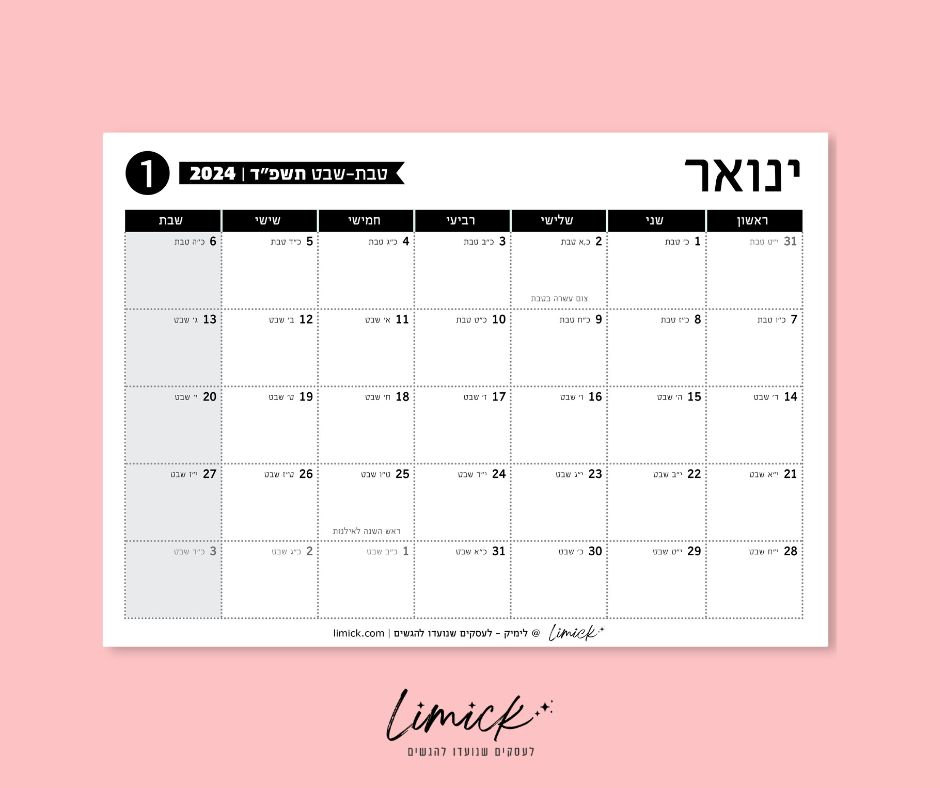 ינואר
טבת-שבט תשפ״ד | 2024
1
ראשון שני שלישי רביעי חמישי שישי שבת
31 י״ט טבת 1 כ׳ טבת 2 כ,א טבת 3 כ״ב טבת 4 כ״ג טבת 5 כ״ד טבת 6 כ״ה טבת
צום עשרה בטבת
7 כ״ו טבת 8 כ״ז טבת 9 כ״ח טבת 10 כ״ט טבת 11 א׳ שבט 12 ב׳ שבט 13 ג׳ שבט
14 ד׳ שבט 15 ה׳ שבט 16 ו׳ שבט 17 ז׳ שבט 18 ח׳ שבט 19 ט׳ שבט 20 י׳ שבט
21 י״א שבט 22 י״ב שבט 23 י״ג שבט 24 י״ד שבט 25 ט״ו שבט 26 ט״ז שבט 27 י״ז שבט
ראש השנה לאילנות
28 י״ח שבט 29 י״ט שבט 30 כ׳ שבט 31 כ״א שבט 1 כ״ב שבט 2 כ״ג שבט 3 כ״ד שבט
Limick @ לימיק - לעסקים שנועדו להגשים | limick.com
Limick
לעסקים שנועדו להגשים